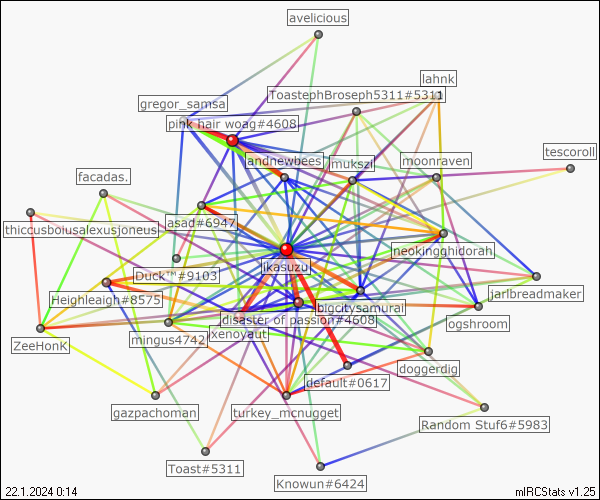 avelicious
lahnk
ToastephBroseph5311#5311
gregor_samsa
pink hair woag#4608
tescoroll
andnewbees
mukszi
moonraven
facadas.
asad#6947
thiccusboiusalexusjoneus
neokingghidorah
ikasuzu
Duck™#9103
jarlbreadmaker
Heighleigh#8575
bigcitysamurai
disaster of passion#4608
ogshroom
xenoyaut
mingus4742
ZeeHonK
doggerdig
default#0617
gazpachoman
turkey_mcnugget
Random Stuf6#5983
Toast#5311
Knowun#6424
22.1.2024 0:14
mIRCStats v1.25